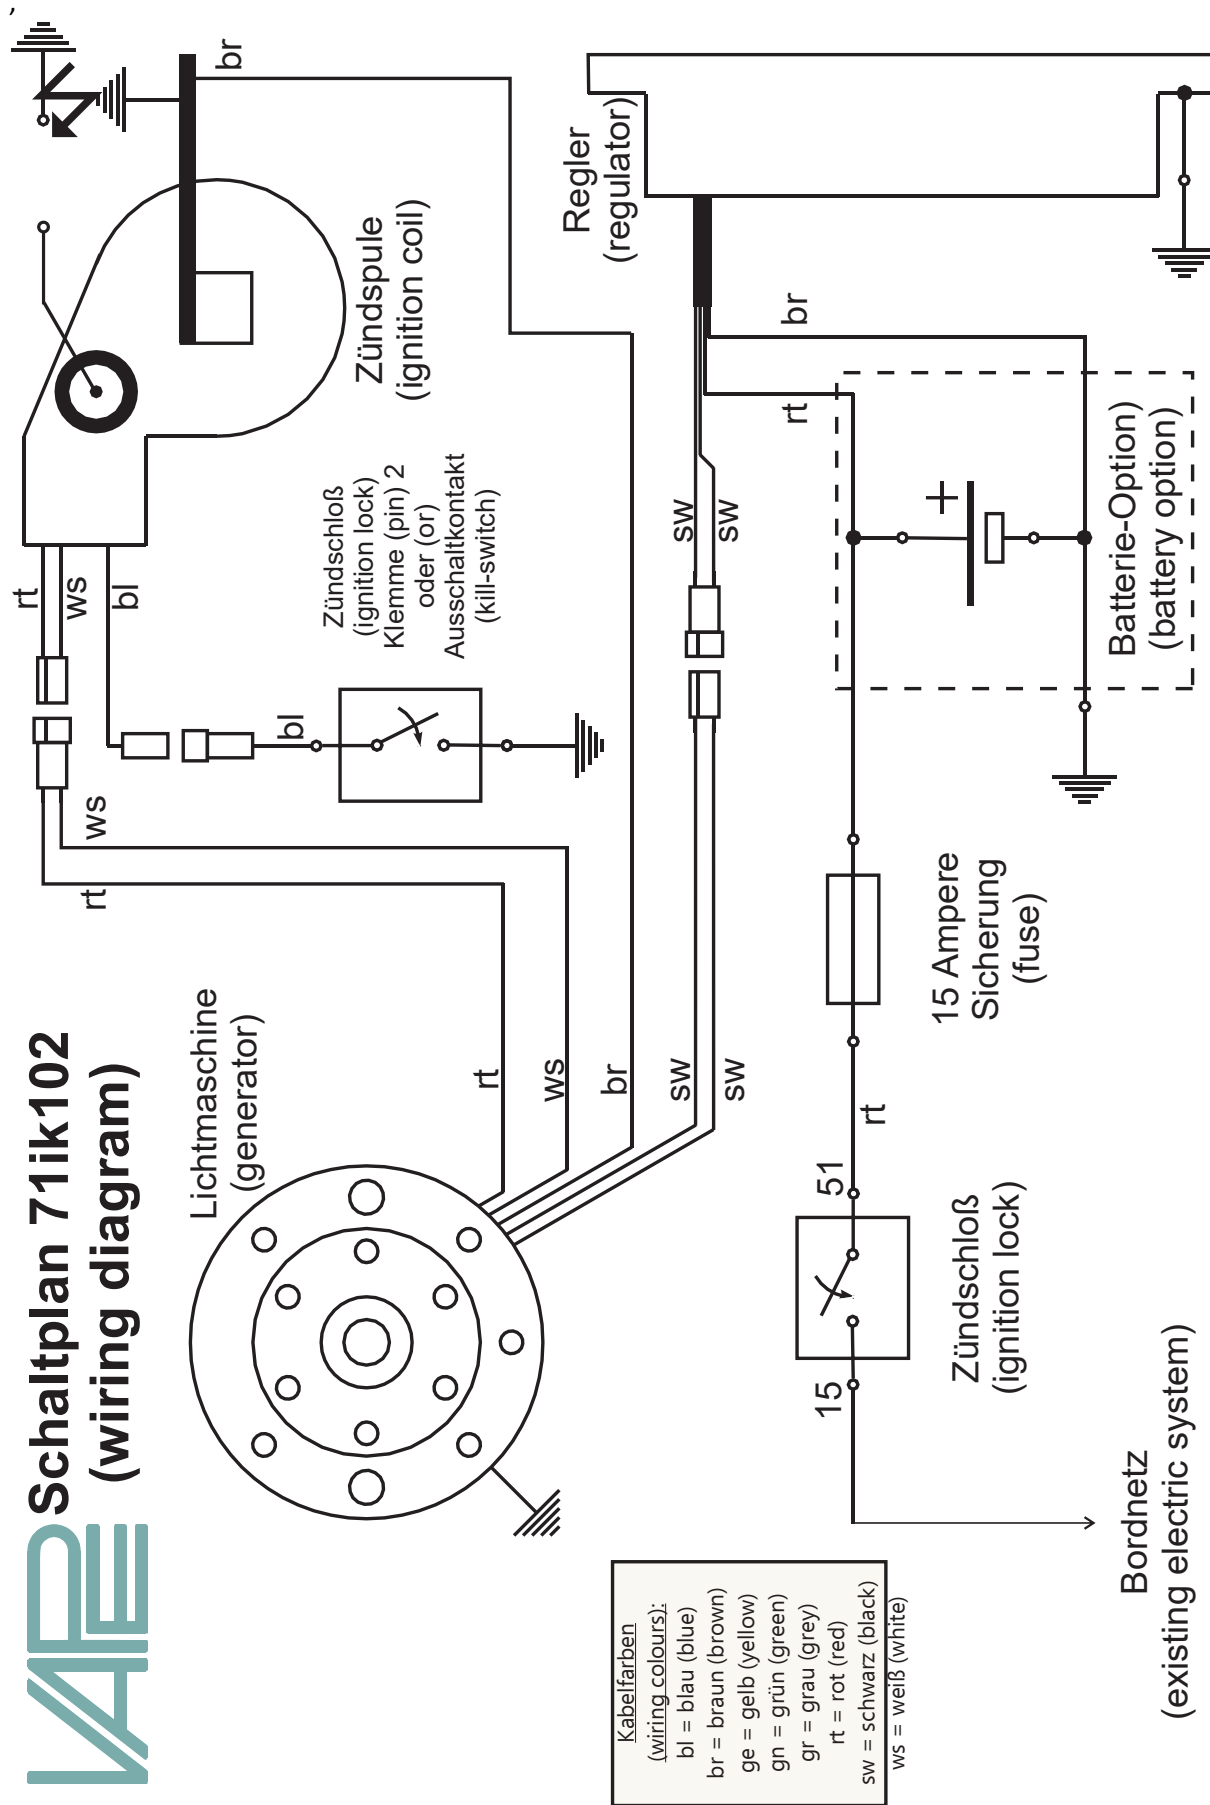 VAPE
Schaltplan 71ik102
(wiring diagram)
Lichtmaschine
(generator)
rt
ws
br
sw
sw
rt
ws
rt
ws
bl
bl
Zündschloß
(ignition lock)
Klemme (pin) 2
oder (or)
Ausschaltkontakt
(kill-switch)
Zündspule
(ignition coil)
br
Regler
(regulator)
sw
sw
rt
br
+
Batterie-Option)
(battery option)
15 Ampere
Sicherung
(fuse)
rt
51
15
Zündschloß
(ignition lock)
Bordnetz
(existing electric system)
Kabelfarben
(wiring colours):
bl = blau (blue)
br = braun (brown)
ge = gelb (yellow)
gn = grün (green)
gr = grau (grey)
rt = rot (red)
sw = schwarz (black)
ws = weiß (white)
,